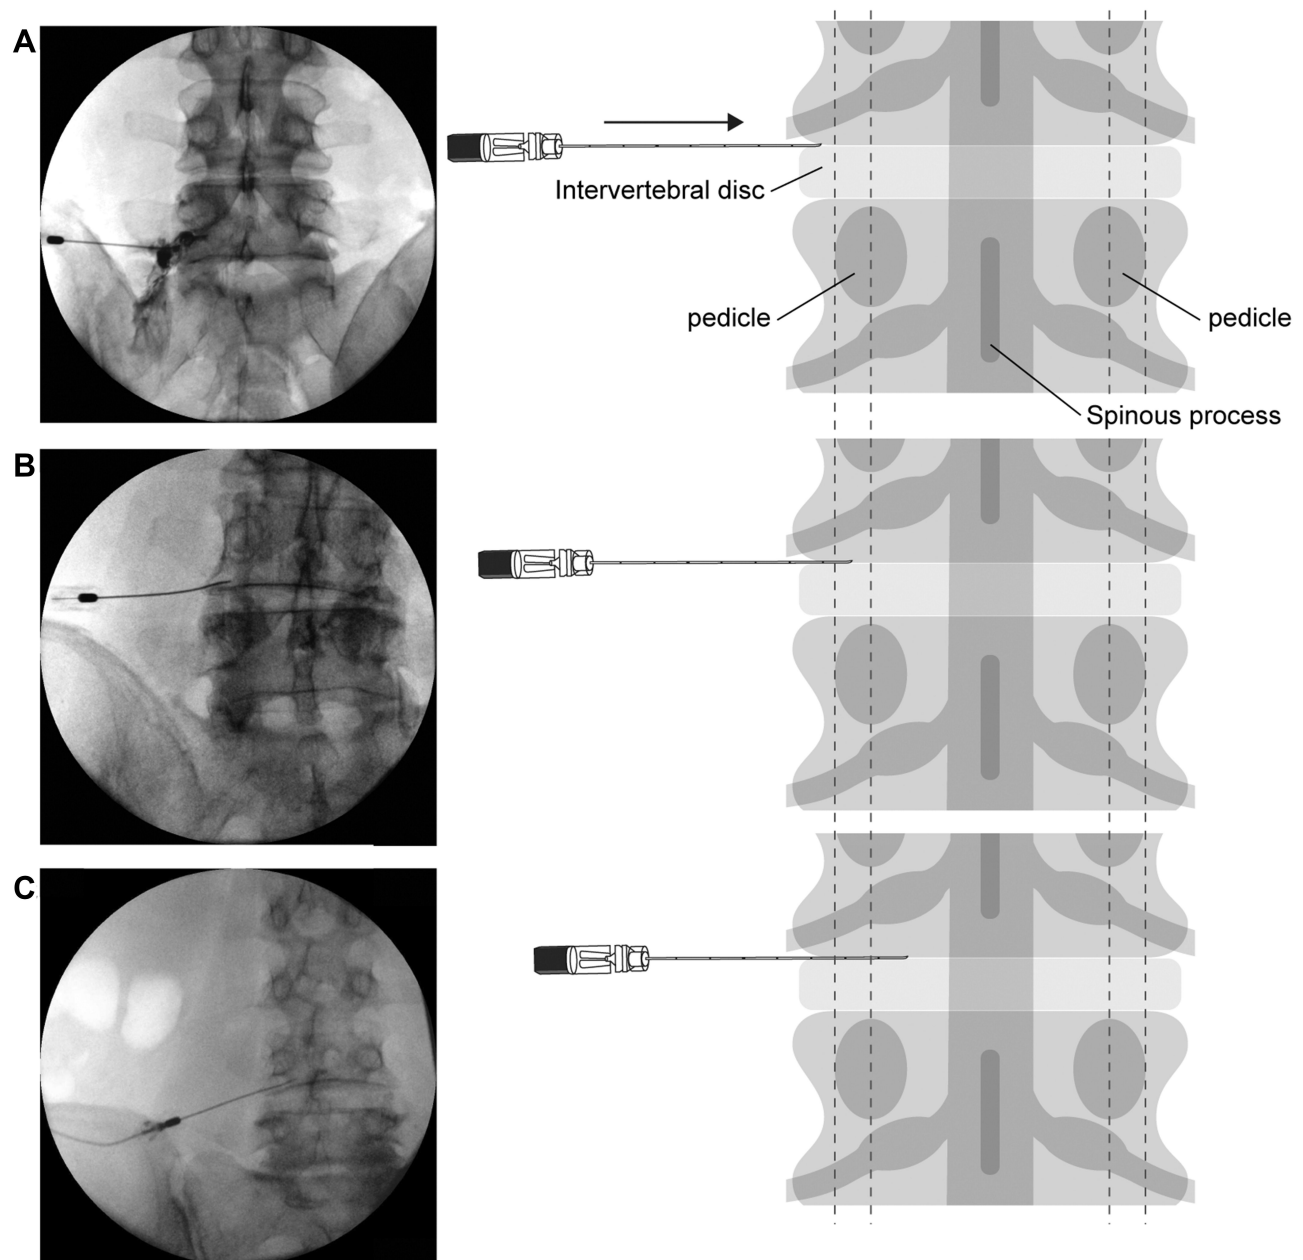 A
Intervertebral disc
pedicle
pedicle
Spinous process
B
C